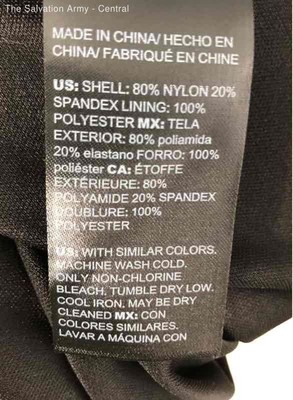 The Salvation Army - Central
MADE IN CHINA/ HECHO EN
CHINA/ FABRIQUÉ EN CHINE
US: SHELL: 80% NYLON 20%
SPANDEX LINING: 100%
POLYESTER MX: TELA
EXTERIOR: 80% poliamida
20% elastano FORRO: 100%
poliéster CA: ÉTOFFE
EXTÉRIEURE: 80%
POLYAMIDE 20% SPANDEX
DOUBLURE: 100%
POLYESTER
US: WITH SIMILAR COLORS.
MACHINE WASH COLD.
ONLY NON-CHLORINE
BLEACH. TUMBLE DRY LOW.
COOL IRON. MAY BE DRY
CLEANED MX: CON
COLORES SIMILARES.
LAVAR A MÁQUINA CON